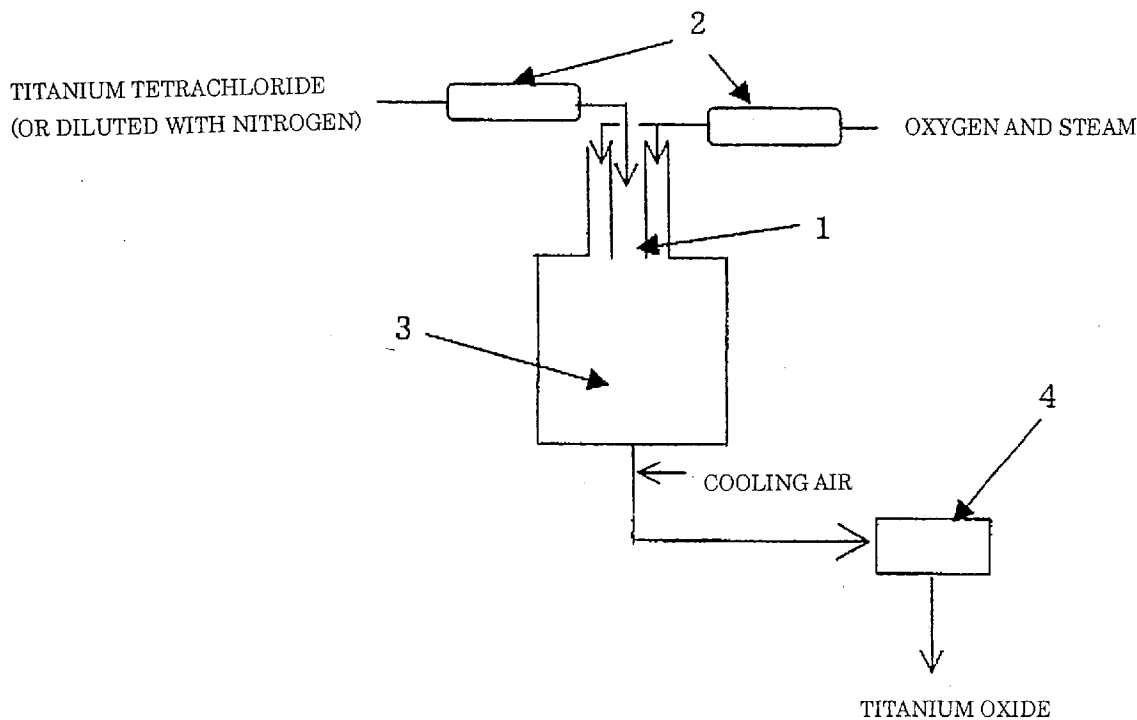 2
TITANIUM TETRACHLORIDE
(OR DILUTED WITH NITROGEN)
OXYGEN AND STEAM
1
3
4
COOLING AIR
TITANIUM OXIDE